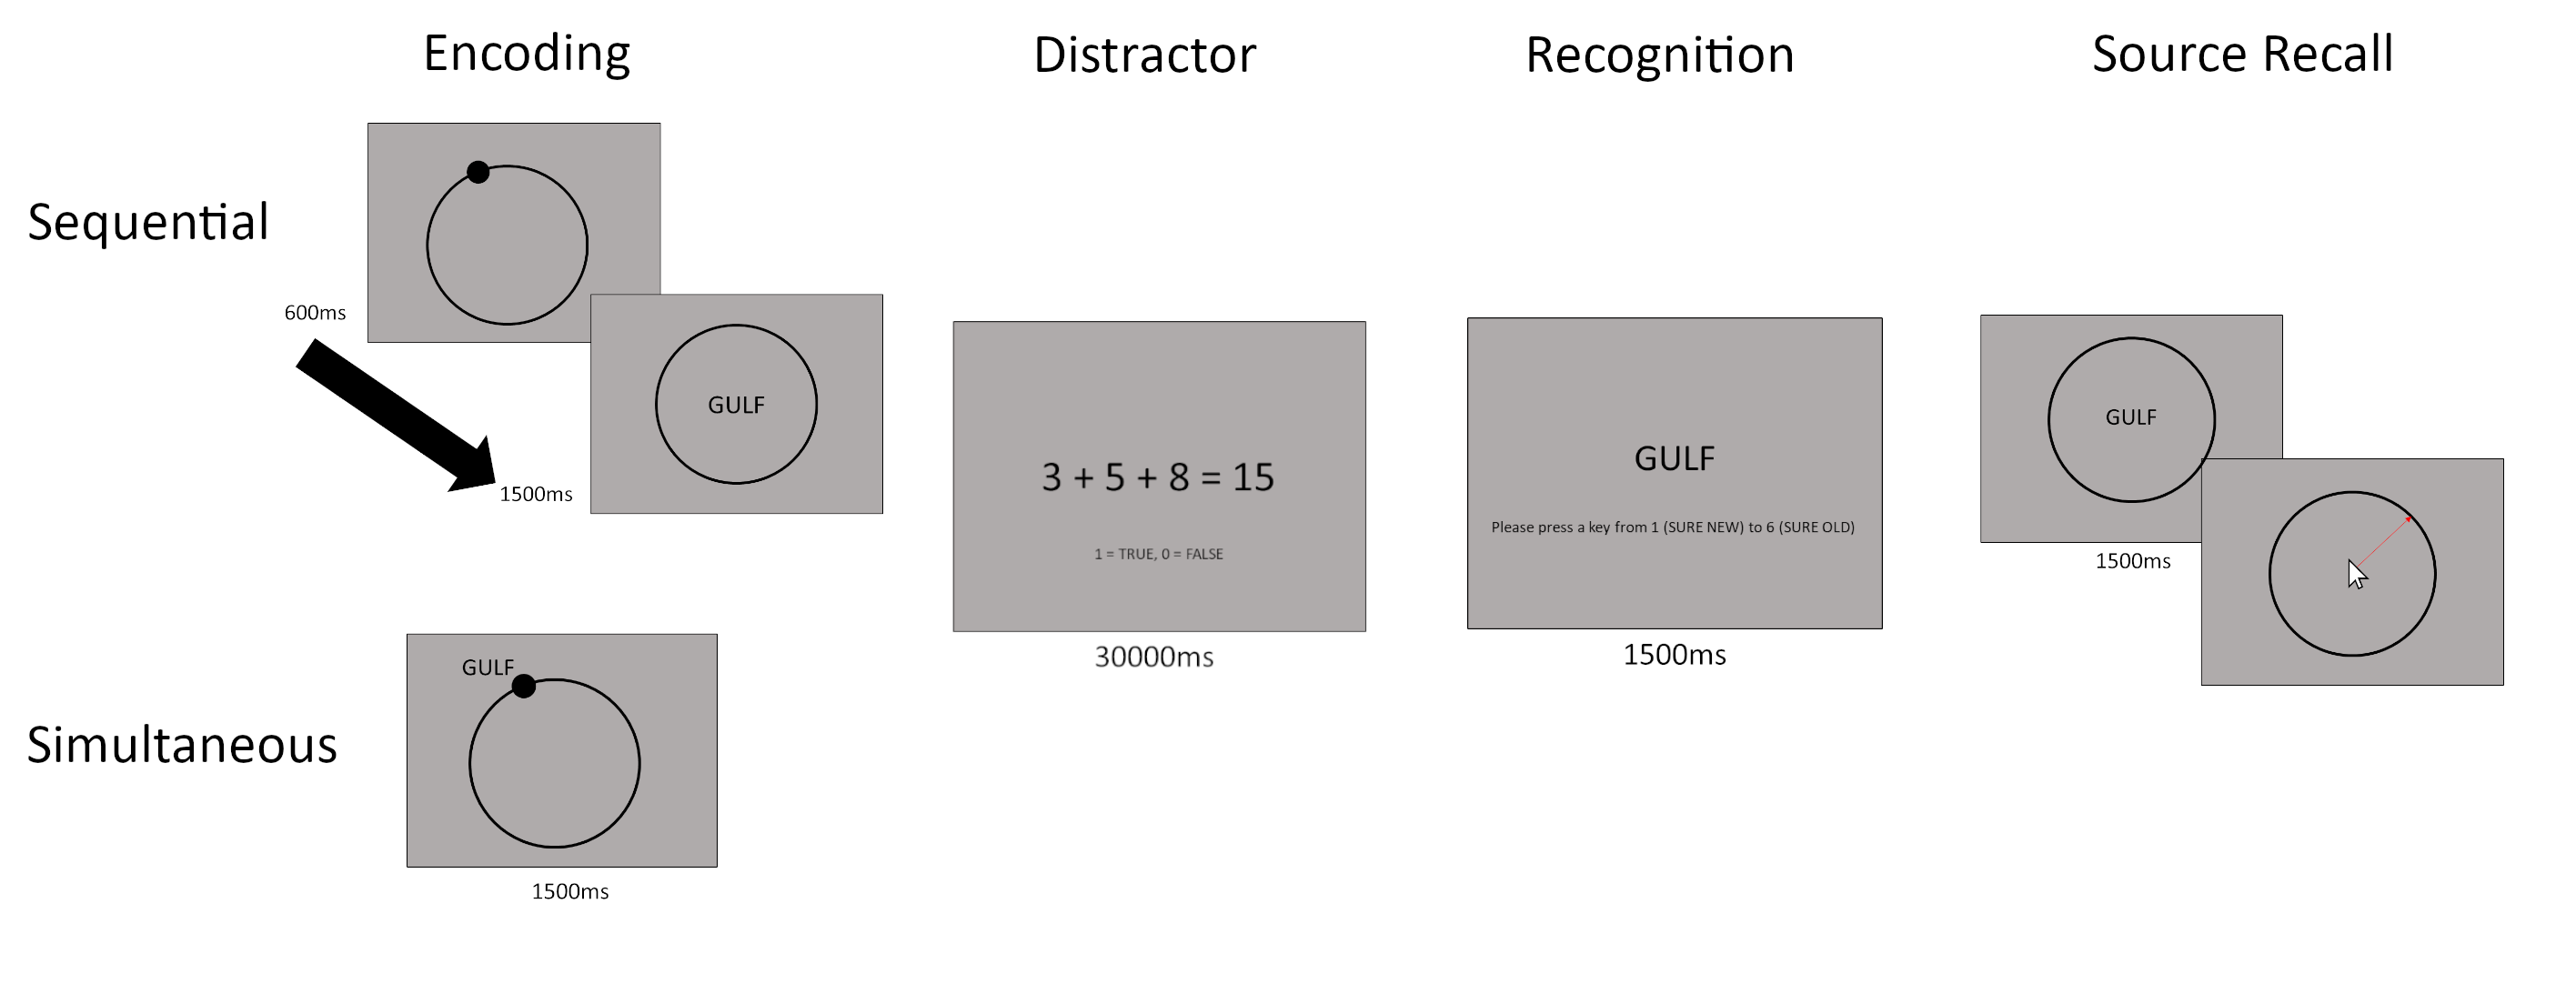 Encoding
Distractor
Recognition
Source Recall
Sequential
600ms
GULF
1500ms
3 + 5 + 8 = 15
1 = TRUE, 0 = FALSE
30000ms
GULF
Please press a key from 1 (SURE NEW) to 6 (SURE OLD)
1500ms
GULF
1500ms
Simultaneous
GULF
1500ms